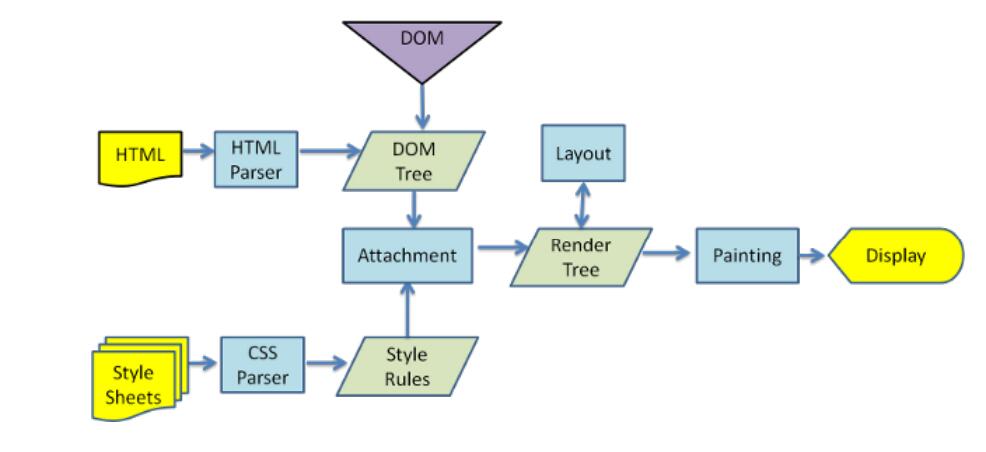 DOM
HTML
HTML
Parser
DOM
Tree
Layout
Attachment
Render
Tree
Painting
Display
Style
Sheets
CSS
Parser
Style
Rules